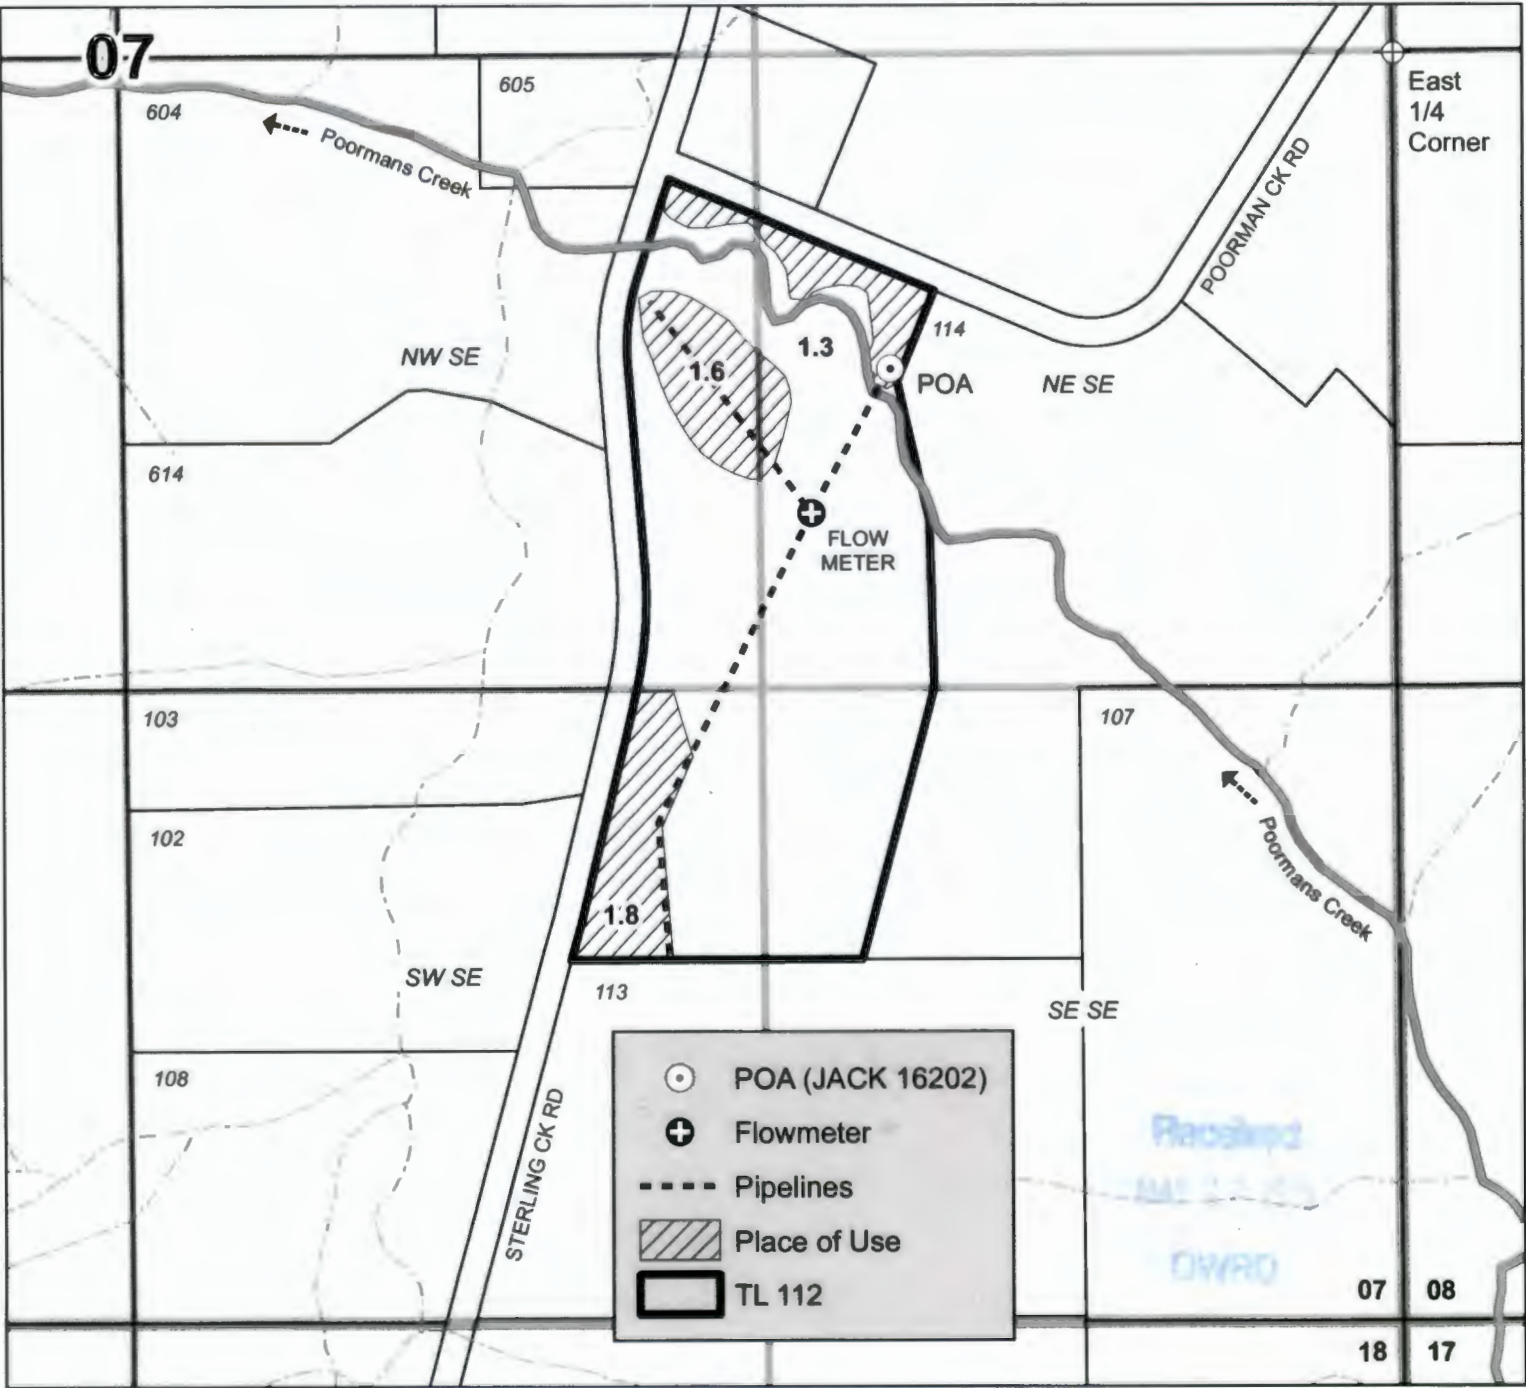 07
604
605
Poormans Creek
East
1/4
Corner
POORMAN CK RD
114
1.3
NW SE
1.6
POA
NE SE
614
FLOW
METER
103
107
102
Poormans Creek
1.8
SW SE
113
SE SE
108
STERLING CK RD
POA (JACK 16202)
Flowmeter
Pipelines
Place of Use
TL 112
Received
OWRD
07 08
18 17